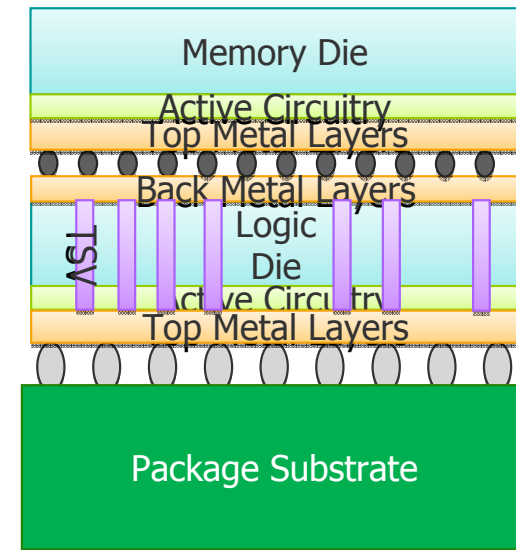 Memory Die
Active Circuitry
Top Metal Layers
Back Metal Layers
TSV
Logic
Die
Active Circuitry
Top Metal Layers
Package Substrate